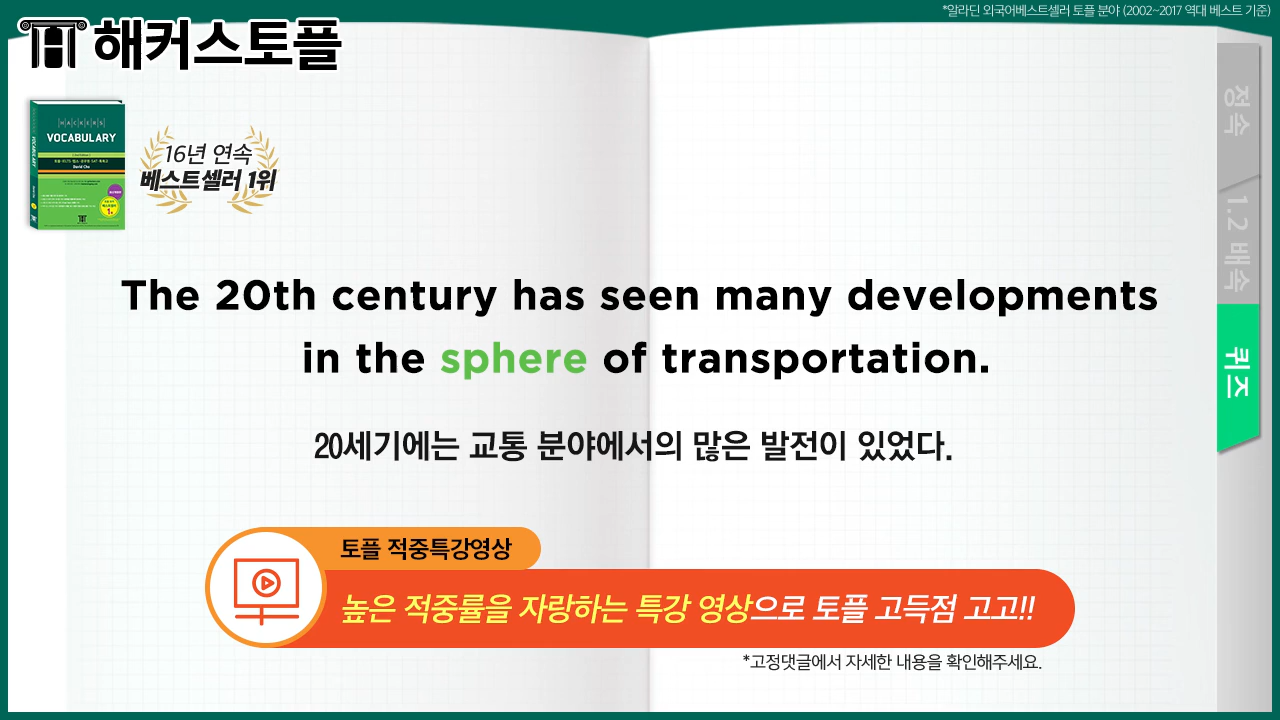 *알라딘 외국어베스트셀러 토플 분야 (2002~2017 역대 베스트 기준)
해커스토플
HACKERS
VOCABULARY
David Cho
VOCABULARY
16년 연속
베스트셀러 1위
정속
1.2 배속
퀴즈
The 20th century has seen many developments
in the sphere of transportation.
20세기에는 교통 분야에서의 많은 발전이 있었다.
토플 적중특강영상
높은 적중률을 자랑하는 특강 영상으로 토플 고득점 고고!!
*고정댓글에서 자세한 내용을 확인해주세요.